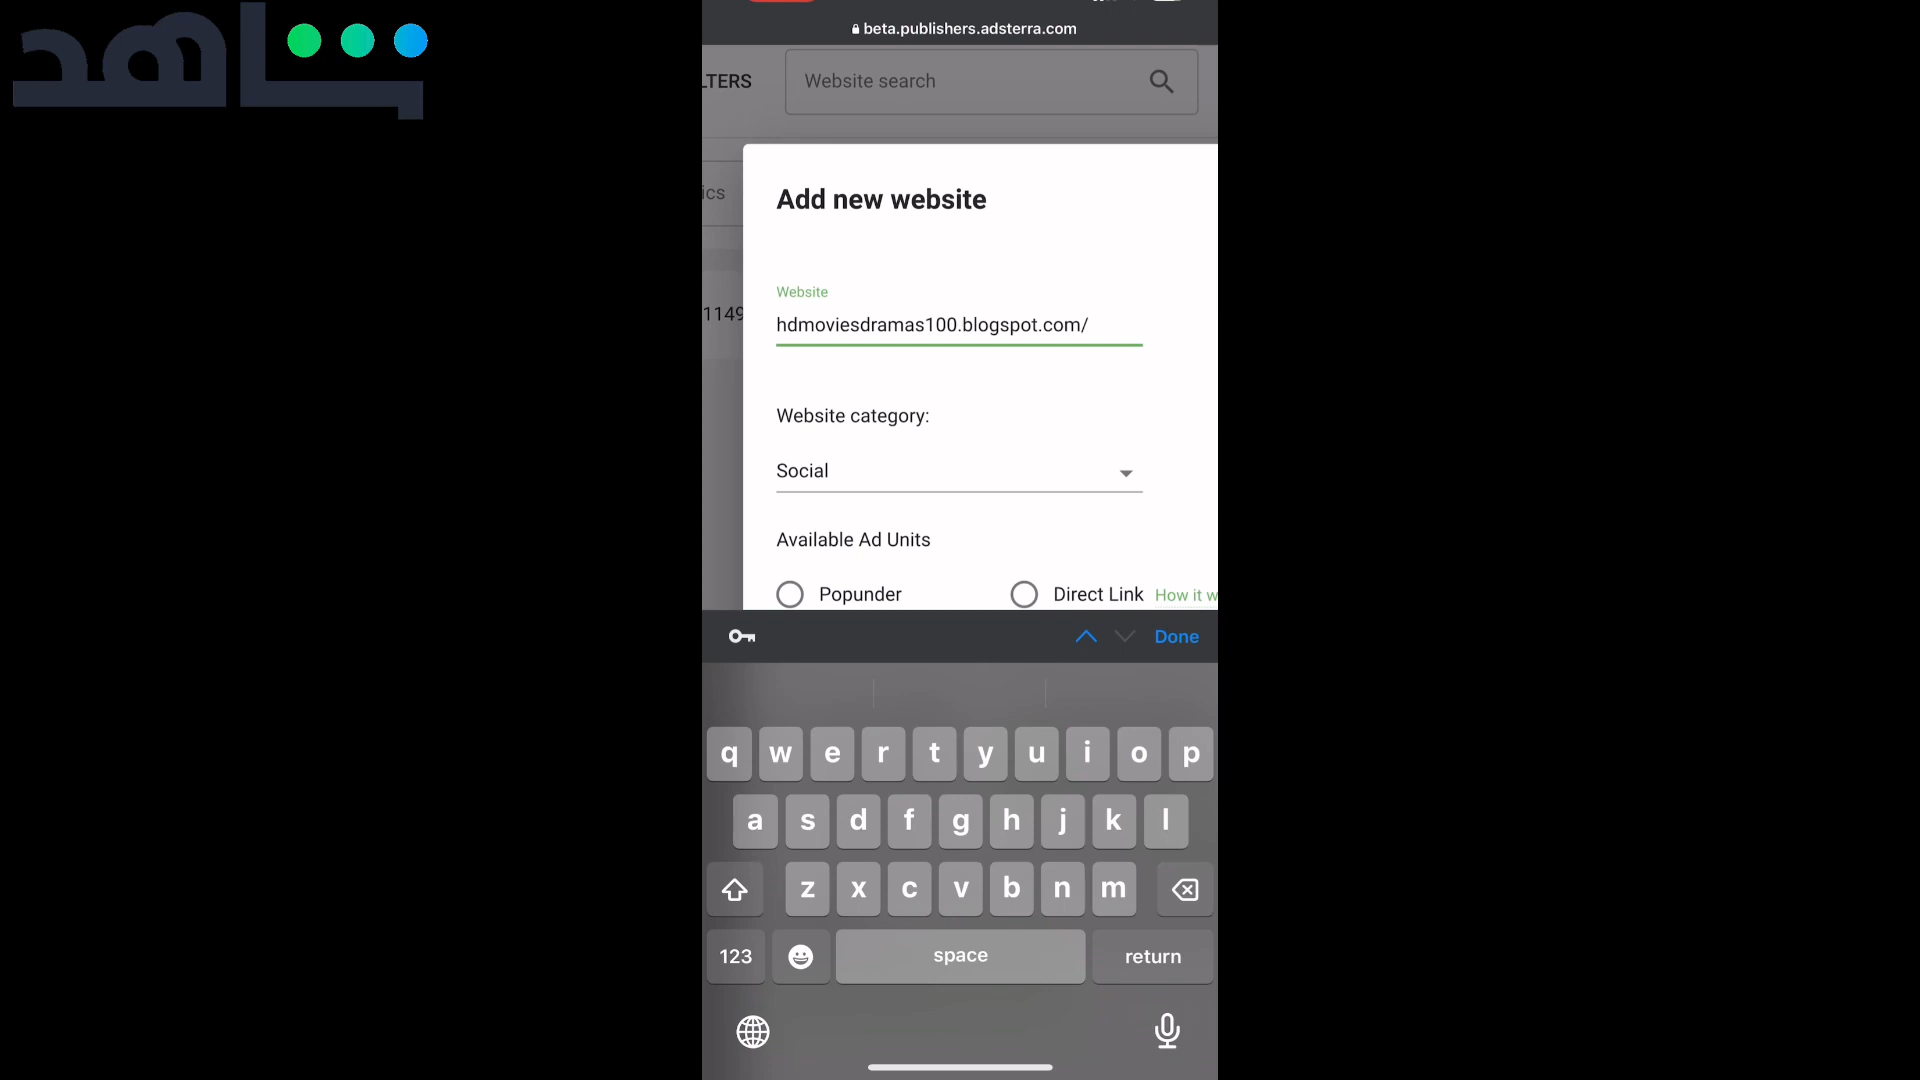 شاهد
beta.publishers.adsterra.com
LTERS
Website search
ics
Add new website
1149
Website
hdmoviesdramas100.blogspot.com/
Website category:
Social
Available Ad Units
Popunder
Direct Link
How it w
Done
q w e r t y u i o p
a s d f g h j k l
z x c v b n m
123
space
return